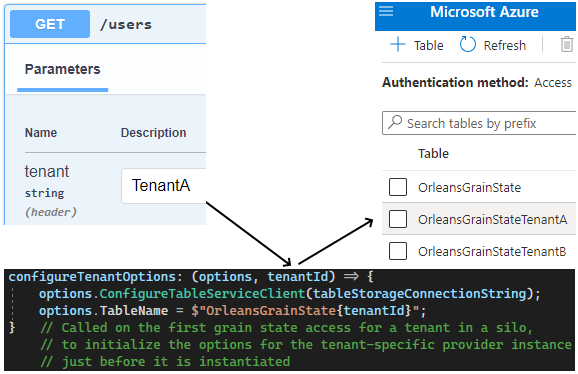 GET /users
Parameters
Name Description
tenant
string
(header)
TenantA
Microsoft Azure
+ Table Refresh
Authentication method: Access
Search tables by prefix
Table
OrleansGrainState
OrleansGrainStateTenantA
OrleansGrainStateTenantB
configureTenantOptions: (options, tenantId) => {
options.ConfigureTableServiceClient(tableStorageConnectionString);
options.TableName = $"OrleansGrainState{tenantId}";
} // Called on the first grain state access for a tenant in a silo,
// to initialize the options for the tenant-specific provider instance
// just before it is instantiated